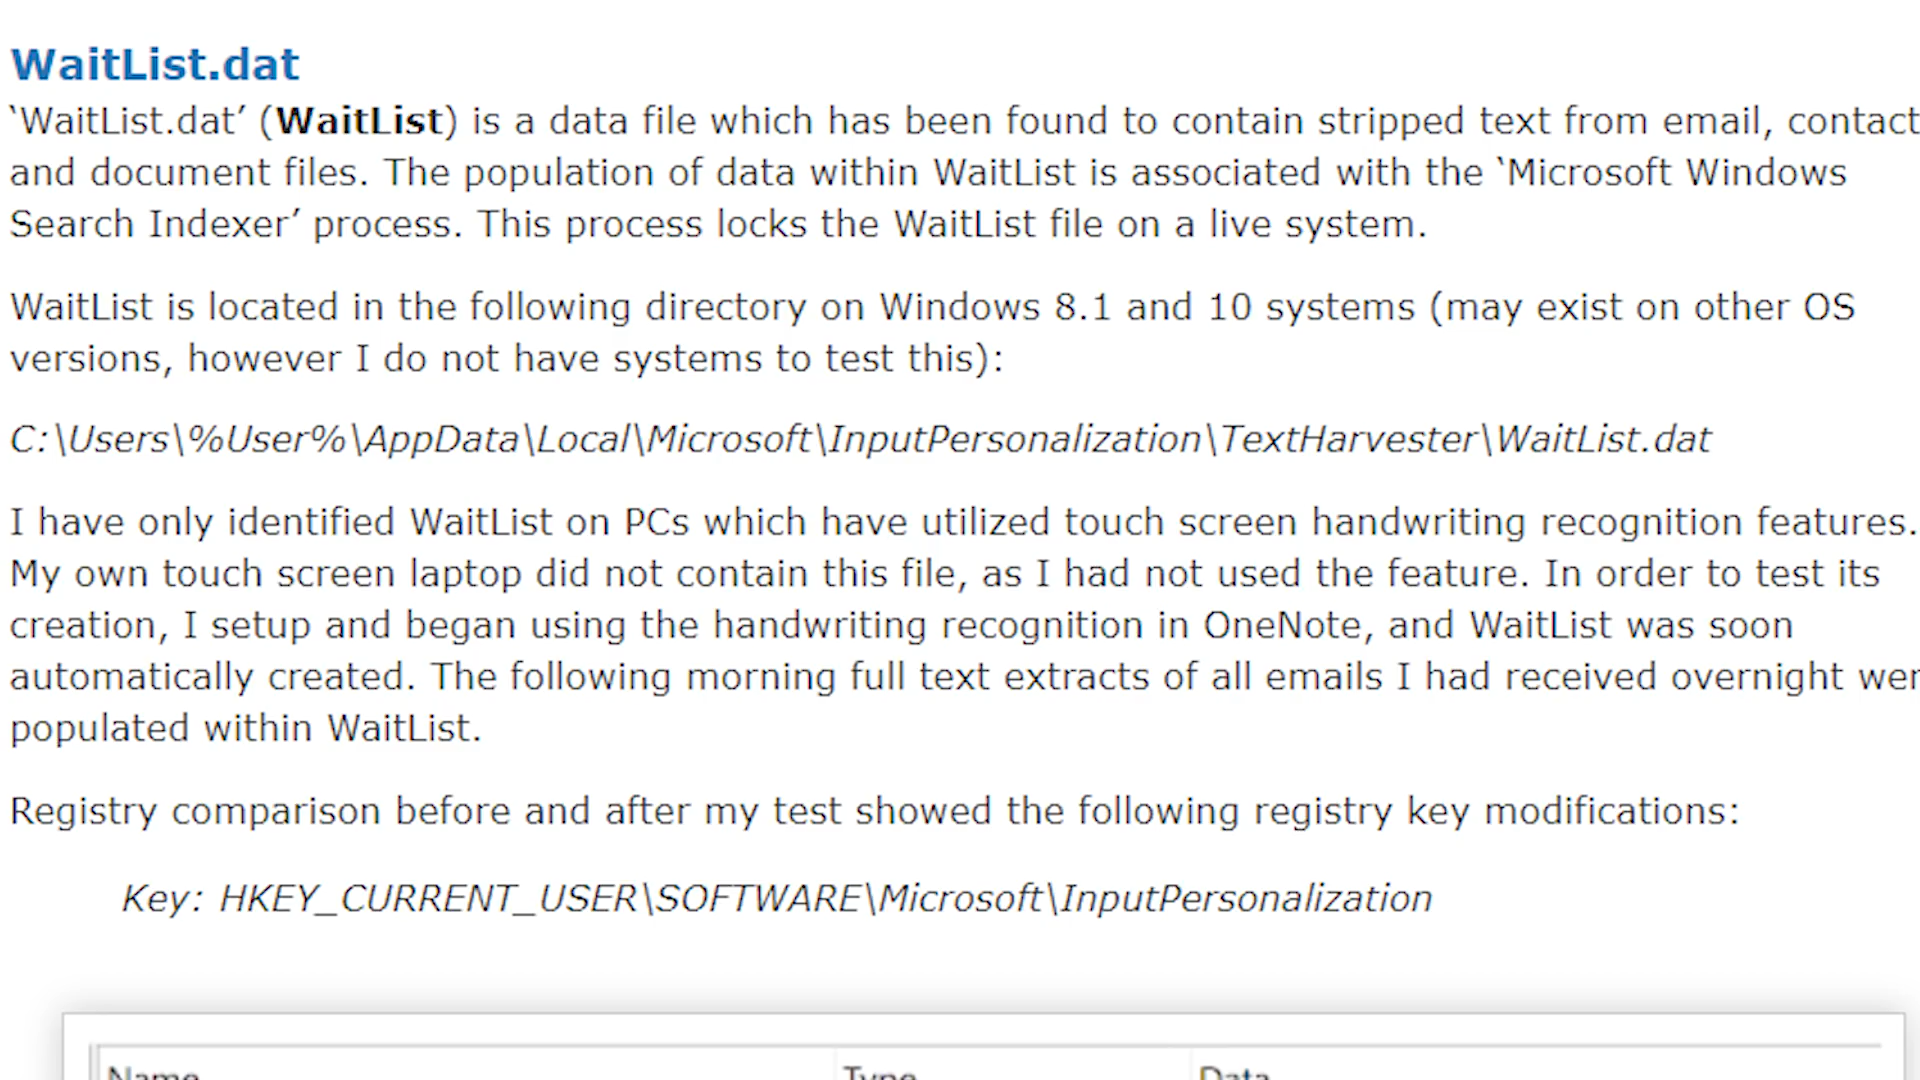 WaitList.dat
‘WaitList.dat’ (WaitList) is a data file which has been found to contain stripped text from email, contact
and document files. The population of data within WaitList is associated with the ‘Microsoft Windows
Search Indexer’ process. This process locks the WaitList file on a live system.
WaitList is located in the following directory on Windows 8.1 and 10 systems (may exist on other OS
versions, however I do not have systems to test this):
C:\Users\%User%\AppData\Local\Microsoft\InputPersonalization\TextHarvester\WaitList.dat
I have only identified WaitList on PCs which have utilized touch screen handwriting recognition features.
My own touch screen laptop did not contain this file, as I had not used the feature. In order to test its
creation, I setup and began using the handwriting recognition in OneNote, and WaitList was soon
automatically created. The following morning full text extracts of all emails I had received overnight wer
populated within WaitList.
Registry comparison before and after my test showed the following registry key modifications:
Key: HKEY_CURRENT_USER\SOFTWARE\Microsoft\InputPersonalization
Name Type Data